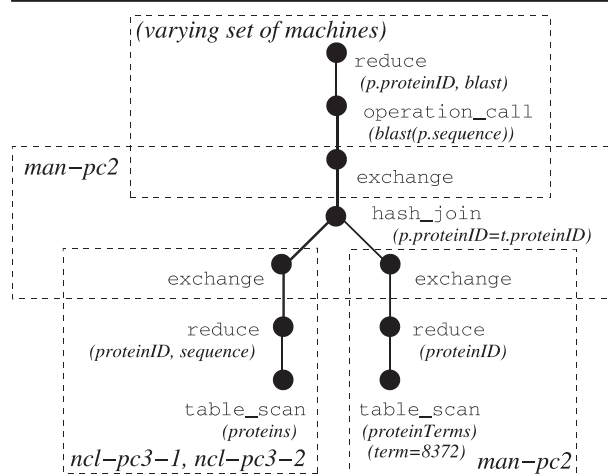 (varying set of machines)
reduce
(p.proteinID, blast)
operation_call
(blast(p.sequence))
man−pc2
exchange
hash_join
(p.proteinID=t.proteinID)
exchange
exchange
reduce
(proteinID, sequence)
reduce
(proteinID)
table_scan
(proteins)
table_scan
(proteinTerms)
(term=8372)
ncl−pc3−1, ncl−pc3−2
man−pc2